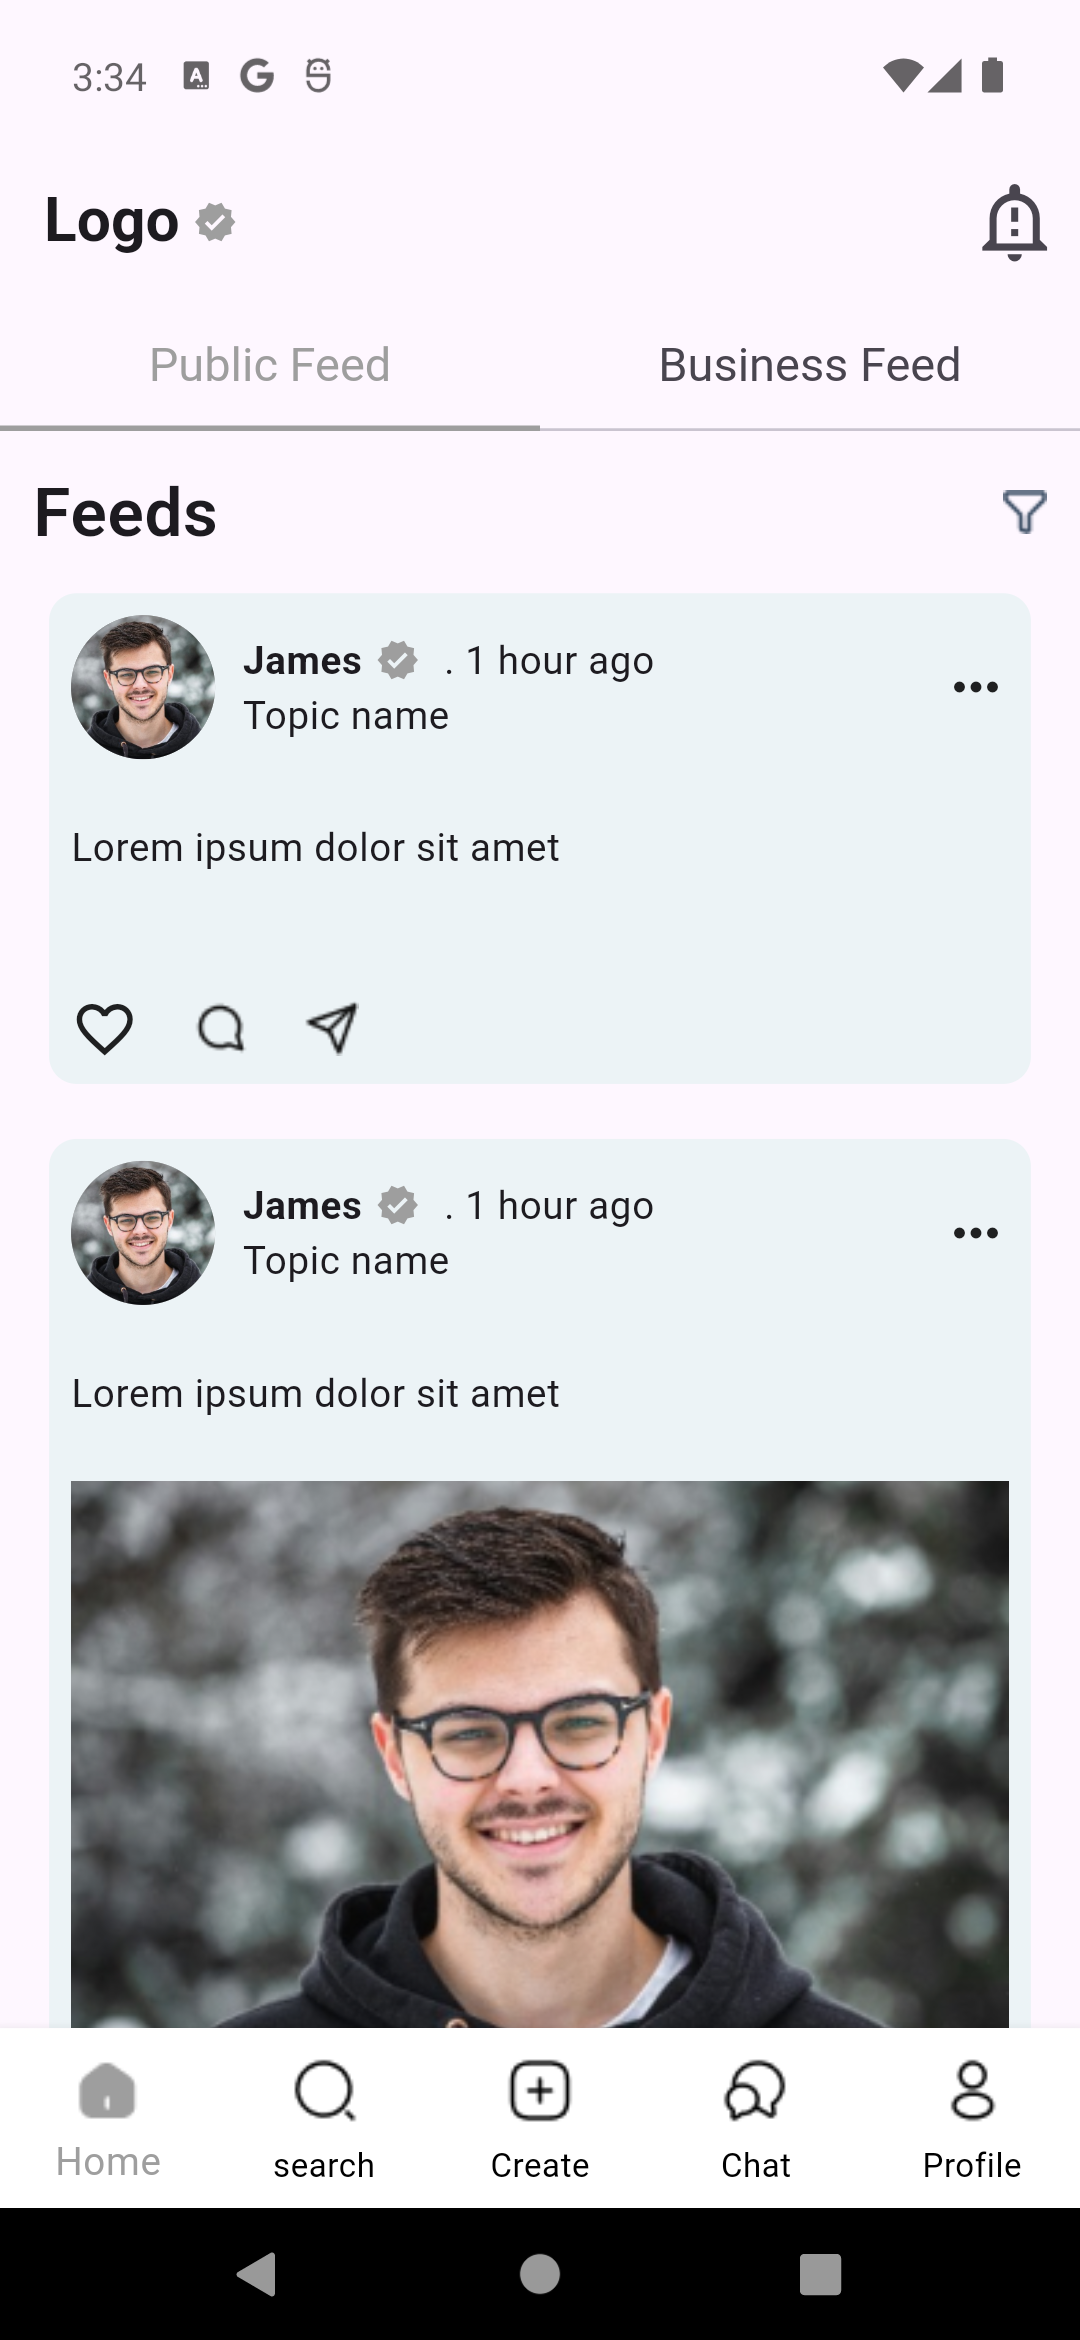 3:34
Logo
Public Feed
Business Feed
Feeds
James . 1 hour ago
Topic name
Lorem ipsum dolor sit amet
James . 1 hour ago
Topic name
Lorem ipsum dolor sit amet
Home
search
Create
Chat
Profile